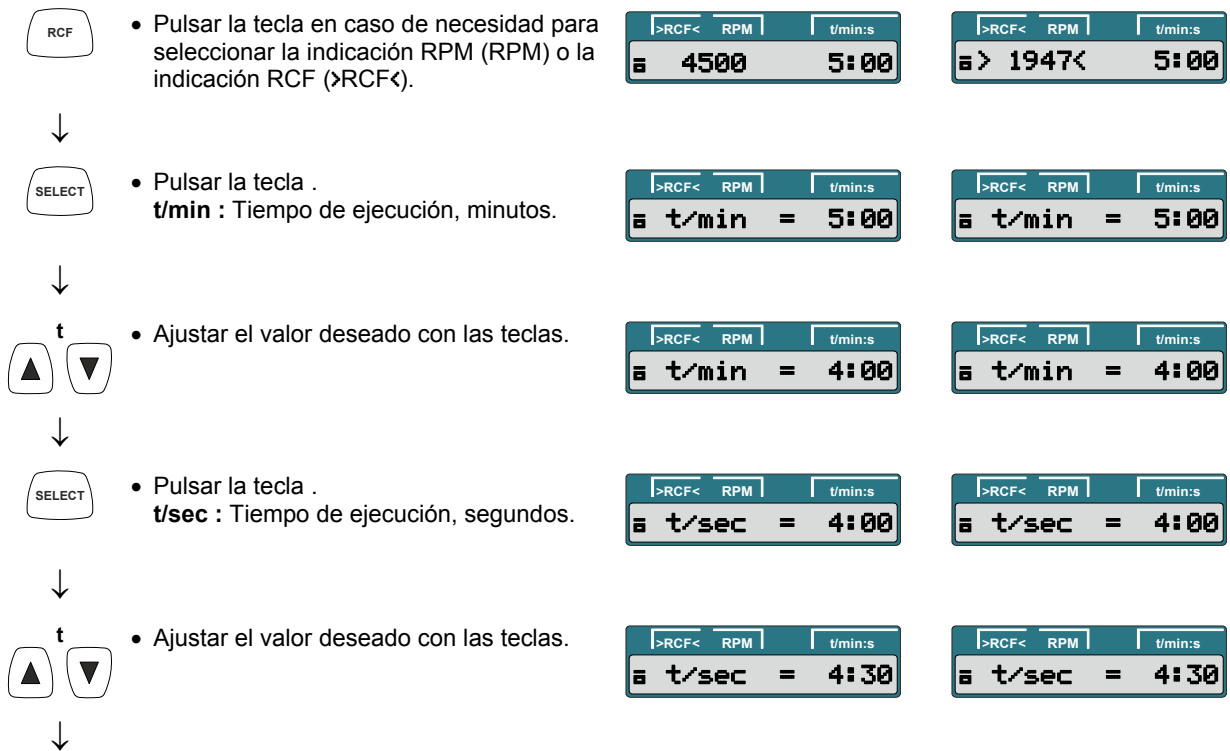 RCF
• Pulsar la tecla en caso de necesidad para
seleccionar la indicación RPM (RPM) o la
indicación RCF (>RCF<).
>RCF< RPM t/min:s
4500 5:00
>RCF< RPM t/min:s
> 1947< 5:00
↓
SELECT
• Pulsar la tecla .
t/min : Tiempo de ejecución, minutos.
>RCF< RPM t/min:s
t/min = 5:00
>RCF< RPM t/min:s
t/min = 5:00
↓
t
▲ ▼
• Ajustar el valor deseado con las teclas.
>RCF< RPM t/min:s
t/min = 4:00
>RCF< RPM t/min:s
t/min = 4:00
↓
SELECT
• Pulsar la tecla .
t/sec : Tiempo de ejecución, segundos.
>RCF< RPM t/min:s
t/sec = 4:00
>RCF< RPM t/min:s
t/sec = 4:00
↓
t
▲ ▼
• Ajustar el valor deseado con las teclas.
>RCF< RPM t/min:s
t/sec = 4:30
>RCF< RPM t/min:s
t/sec = 4:30
↓